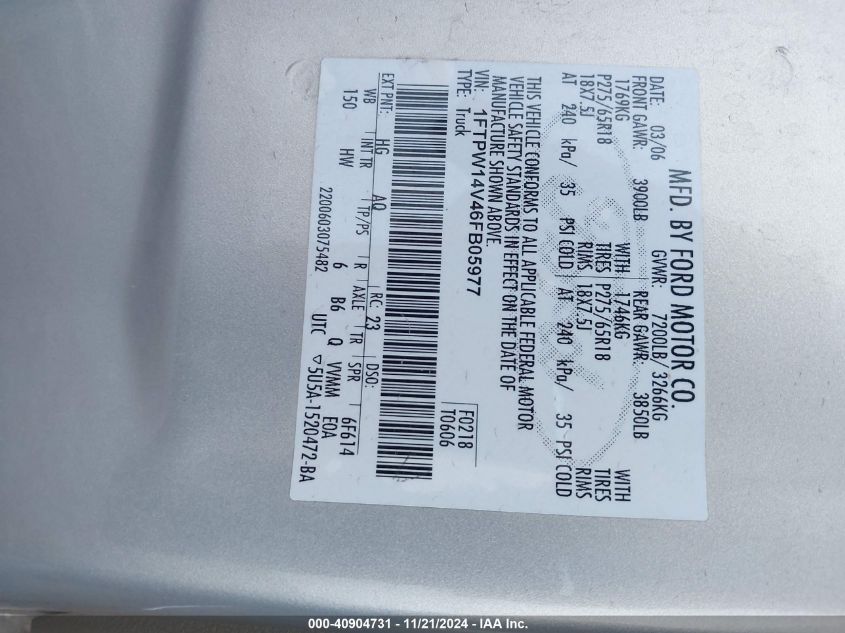 MFD. BY FORD MOTOR CO.
DATE: 03/06 GVWR: 7200LB/ 3266KG
FRONT GAWR: 3900LB REAR GAWR: 3850LB
1769KG WITH 1746KG WITH
P275/65R18 TIRES P275/65R18 TIRES
18X7.5J RIMS 18X7.5J RIMS
AT 240 kPa/ 35 PSI COLD AT 240 kPa/ 35 PSI COLD
THIS VEHICLE CONFORMS TO ALL APPLICABLE FEDERAL MOTOR
VEHICLE SAFETY STANDARDS IN EFFECT ON THE DATE OF
MANUFACTURE SHOWN ABOVE.
VIN: 1FTPW14V46FB05977 F0218
TYPE: Truck T0606
EXT PNT: HG AQ RC: 23 DSO:
WB INT TR TP/PS R AXLE TR SPR 6F614
150 HW 6 B6 Q VVMM E0A
2200603075482 UTC ▽5U5A-1520472-BA
000-40904731 - 11/21/2024 - IAA Inc.